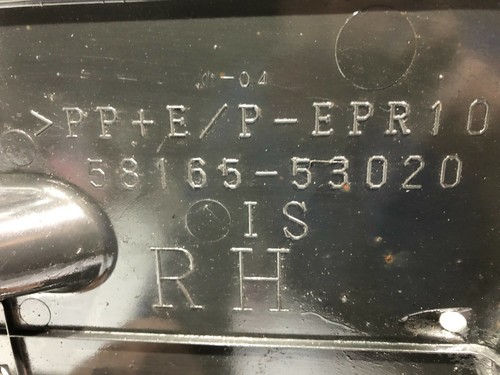 >PP+E/P-EPR10
58165-53020
IS
RH